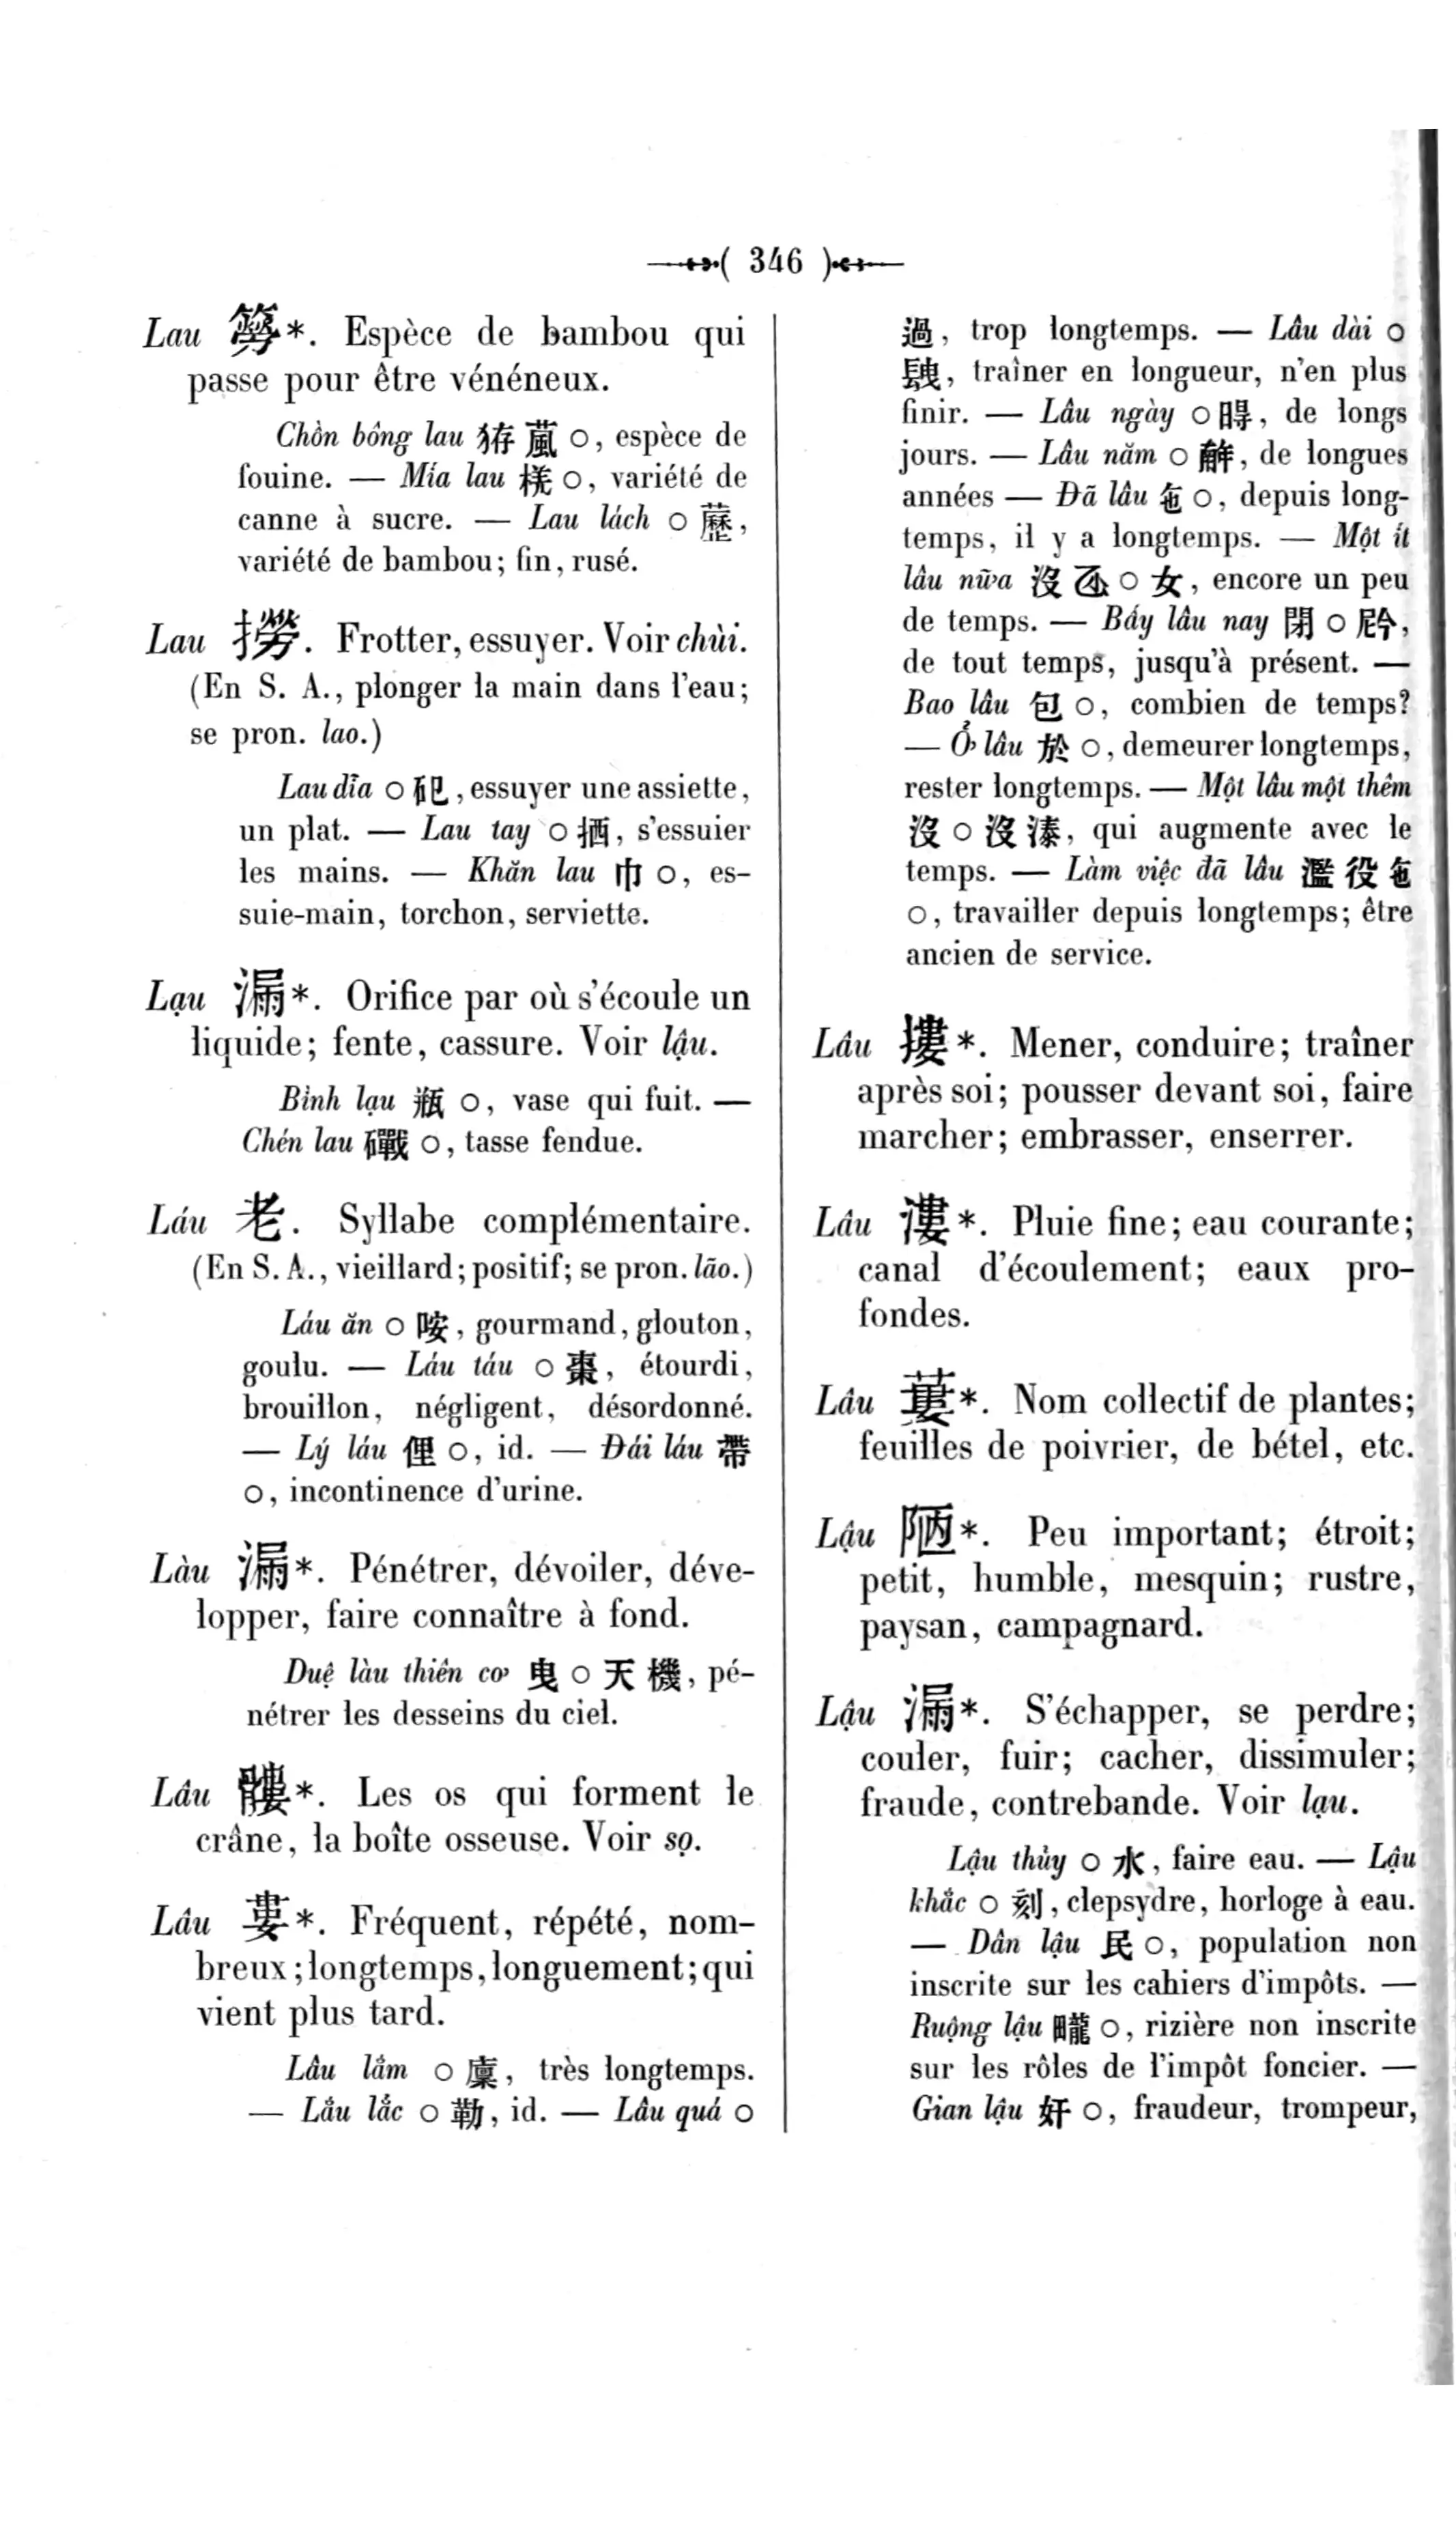 ( 346 )
Lau 簩*. Espèce de bambou qui
passe pour être vénéneux.
Chồn bông lau 㹳 葻 ○, espèce de
fouine. — Mía lau 樣 ○, variété de
canne à sucre. — Lau lách ○ 藶,
variété de bambou; fin, rusé.
Lau 撈. Frotter, essuyer. Voir chùi.
(En S. A., plonger la main dans l'eau;
se pron. lao.)
Lau dĩa ○, essuyer une assiette,
un plat. — Lau tay ○ 拪, s'essuier
les mains. — Khăn lau 巾 ○, es-
suie-main, torchon, serviette.
Lạu 漏*. Orifice par où s'écoule un
liquide; fente, cassure. Voir lậu.
Bình lạu 瓶 ○, vase qui fuit. —
Chén lau ○, tasse fendue.
Láu 老. Syllabe complémentaire.
(En S. A., vieillard; positif; se pron. lão.)
Láu ăn ○ 咹, gourmand, glouton,
goulu. — Láu táu ○ 棗, étourdi,
brouillon, négligent, désordonné.
— Lý láu 俚 ○, id. — Đái láu 帶
○, incontinence d'urine.
Làu 漏*. Pénétrer, dévoiler, déve-
lopper, faire connaître à fond.
Duệ làu thiên cơ 曳 ○ 天 機, pé-
nétrer les desseins du ciel.
Lâu 髏*. Les os qui forment le
crâne, la boîte osseuse. Voir sọ.
Lâu 婁*. Fréquent, répété, nom-
breux; longtemps, longuement; qui
vient plus tard.
Lâu lắm ○ 廩, très longtemps.
— Lẩu lắc ○ 勒, id. — Lâu quá ○
過, trop longtemps. — Lâu dài ○
, traîner en longueur, n'en plus
finir. — Lâu ngày ○ 㝵, de longs
jours. — Lâu năm ○, de longues
années — Đã lâu ○, depuis long-
temps, il y a longtemps. — Một ít
lâu nữa 沒 ○ 女, encore un peu
de temps. — Bấy lâu nay 閉 ○,
de tout temps, jusqu'à présent. —
Bao lâu 包 ○, combien de temps?
— Ở lâu 於 ○, demeurer longtemps,
rester longtemps. — Một lâu một thêm
沒 ○ 沒 溙, qui augmente avec le
temps. — Làm việc đã lâu 濫 役
○, travailler depuis longtemps; être
ancien de service.
Lâu 摟*. Mener, conduire; traîner
après soi; pousser devant soi, faire
marcher; embrasser, enserrer.
Lâu 漊*. Pluie fine; eau courante;
canal d'écoulement; eaux pro-
fondes.
Lâu 蔞*. Nom collectif de plantes;
feuilles de poivrier, de bétel, etc.
Lậu 陋*. Peu important; étroit;
petit, humble, mesquin; rustre,
paysan, campagnard.
Lậu 漏*. S'échapper, se perdre;
couler, fuir; cacher, dissimuler;
fraude, contrebande. Voir lạu.
Lậu thủy ○ 水, faire eau. — Lậu
khắc ○ 刻, clepsydre, horloge à eau.
— Dân lậu 民 ○, population non
inscrite sur les cahiers d'impôts. —
Ruộng lậu ○, rizière non inscrite
sur les rôles de l'impôt foncier. —
Gian lậu 奸 ○, fraudeur, trompeur,